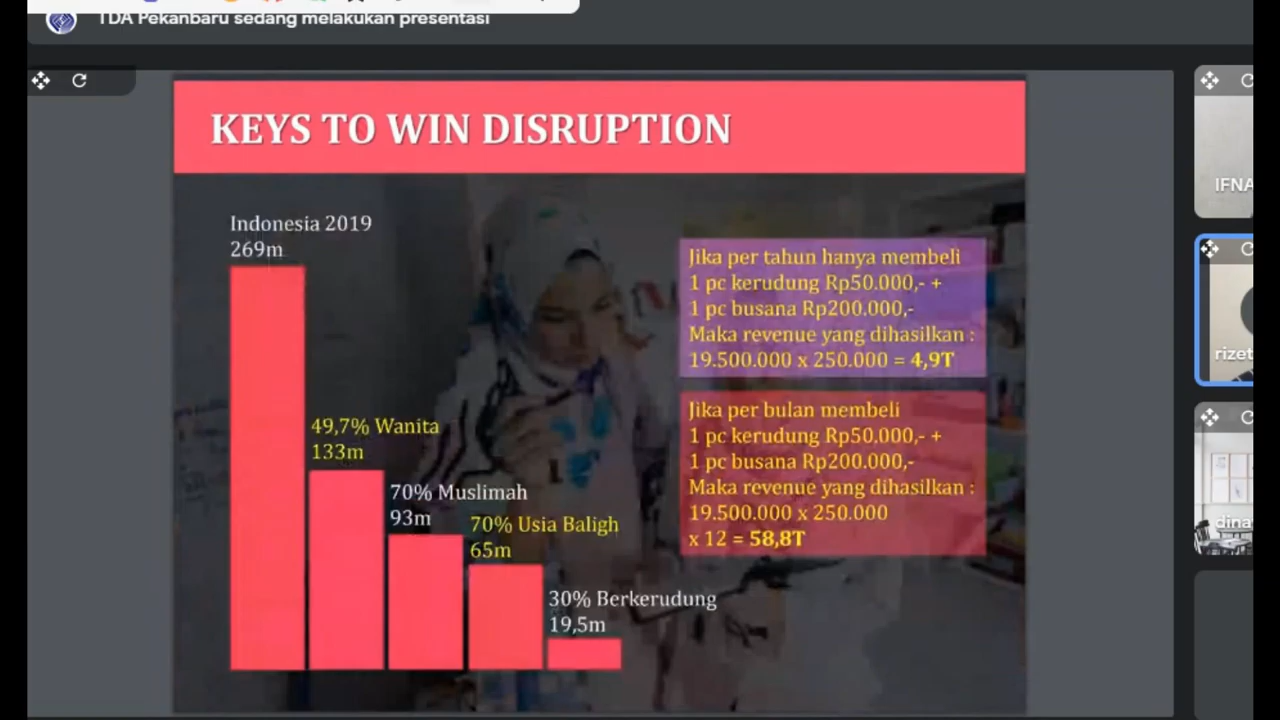 TDA Pekanbaru sedang melakukan presentasi
KEYS TO WIN DISRUPTION
Indonesia 2019
269m
49,7% Wanita
133m
70% Muslimah
93m
70% Usia Baligh
65m
30% Berkerudung
19,5m
Jika per tahun hanya membeli
1 pc kerudung Rp50.000,- +
1 pc busana Rp200.000,-
Maka revenue yang dihasilkan :
19.500.000 x 250.000 = 4,9T
Jika per bulan membeli
1 pc kerudung Rp50.000,- +
1 pc busana Rp200.000,-
Maka revenue yang dihasilkan :
19.500.000 x 250.000
x 12 = 58,8T
IFNA
rizet
dina